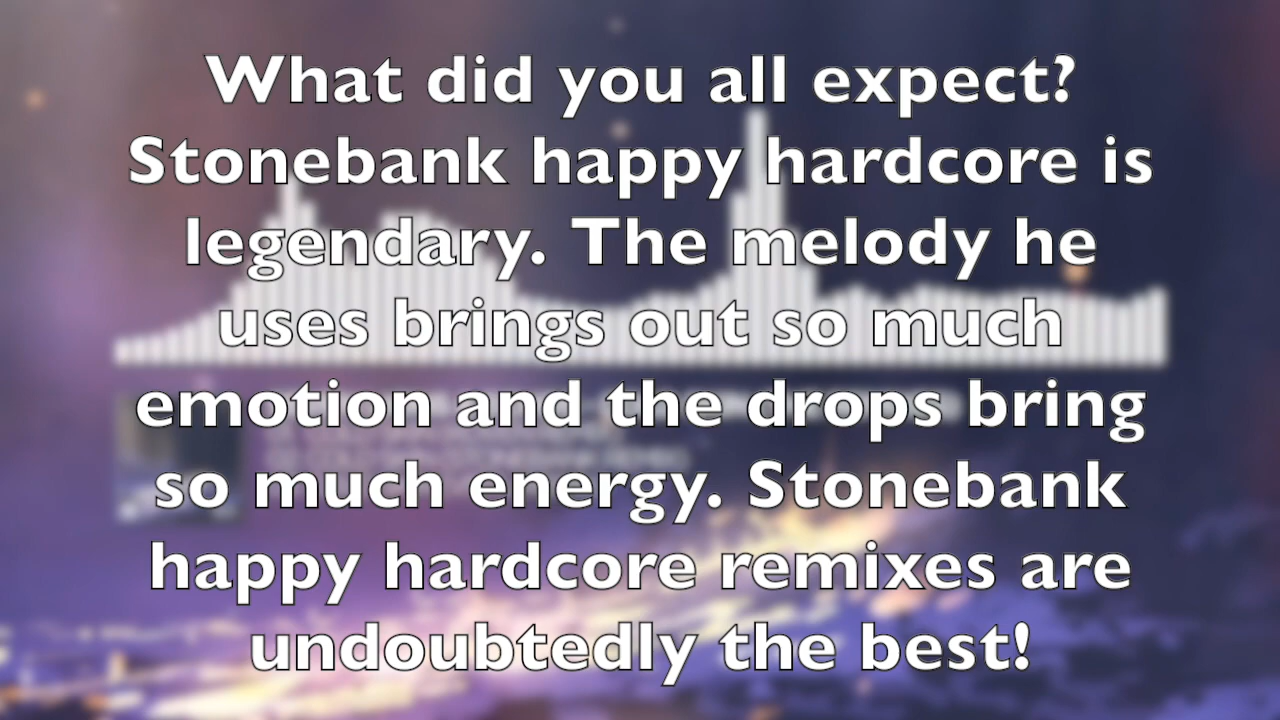 What did you all expect?
Stonebank happy hardcore is
legendary. The melody he
uses brings out so much
emotion and the drops bring
so much energy. Stonebank
happy hardcore remixes are
undoubtedly the best!